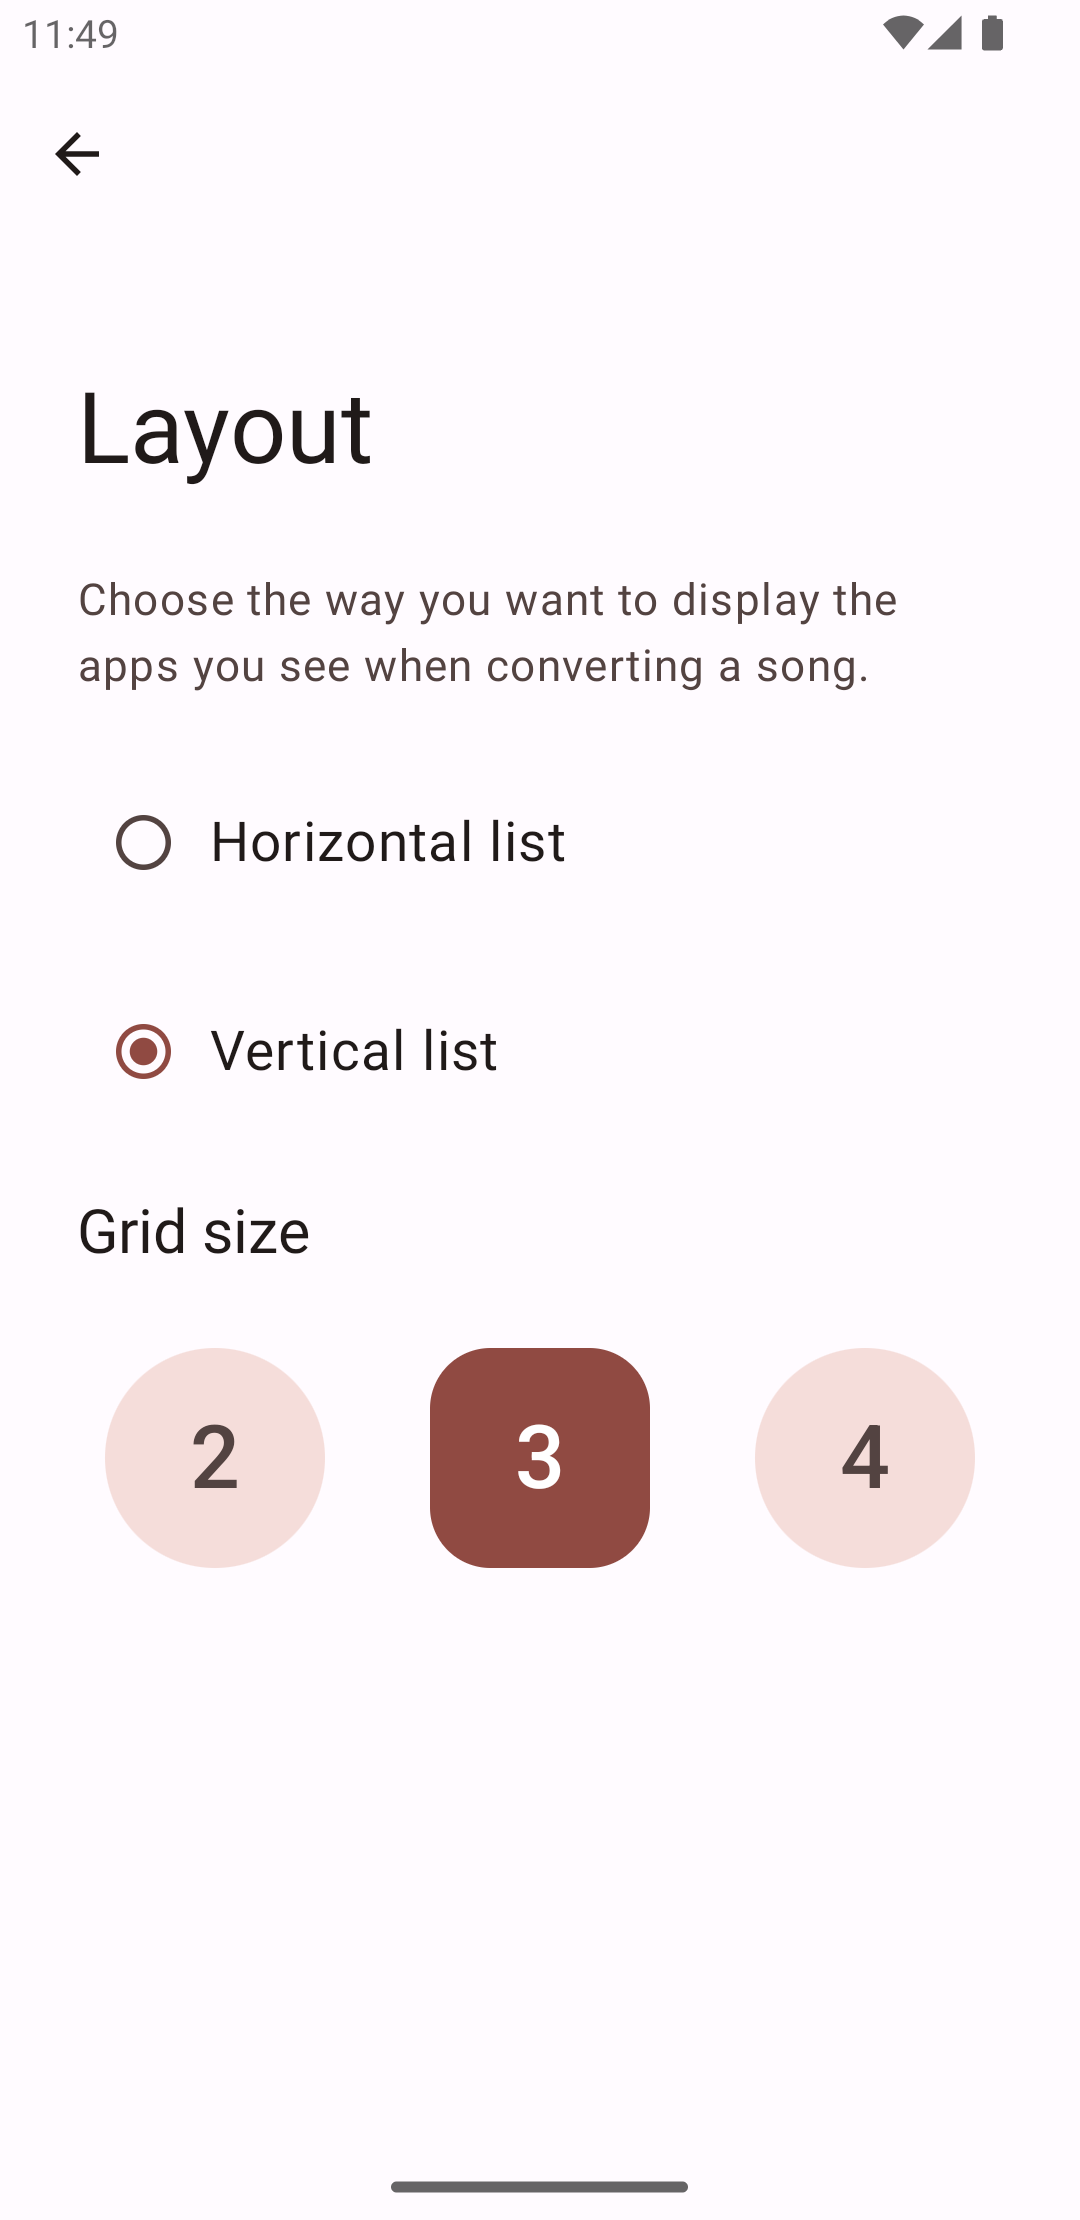 11:49
Layout
Choose the way you want to display the
apps you see when converting a song.
Horizontal list
Vertical list
Grid size
2
3
4